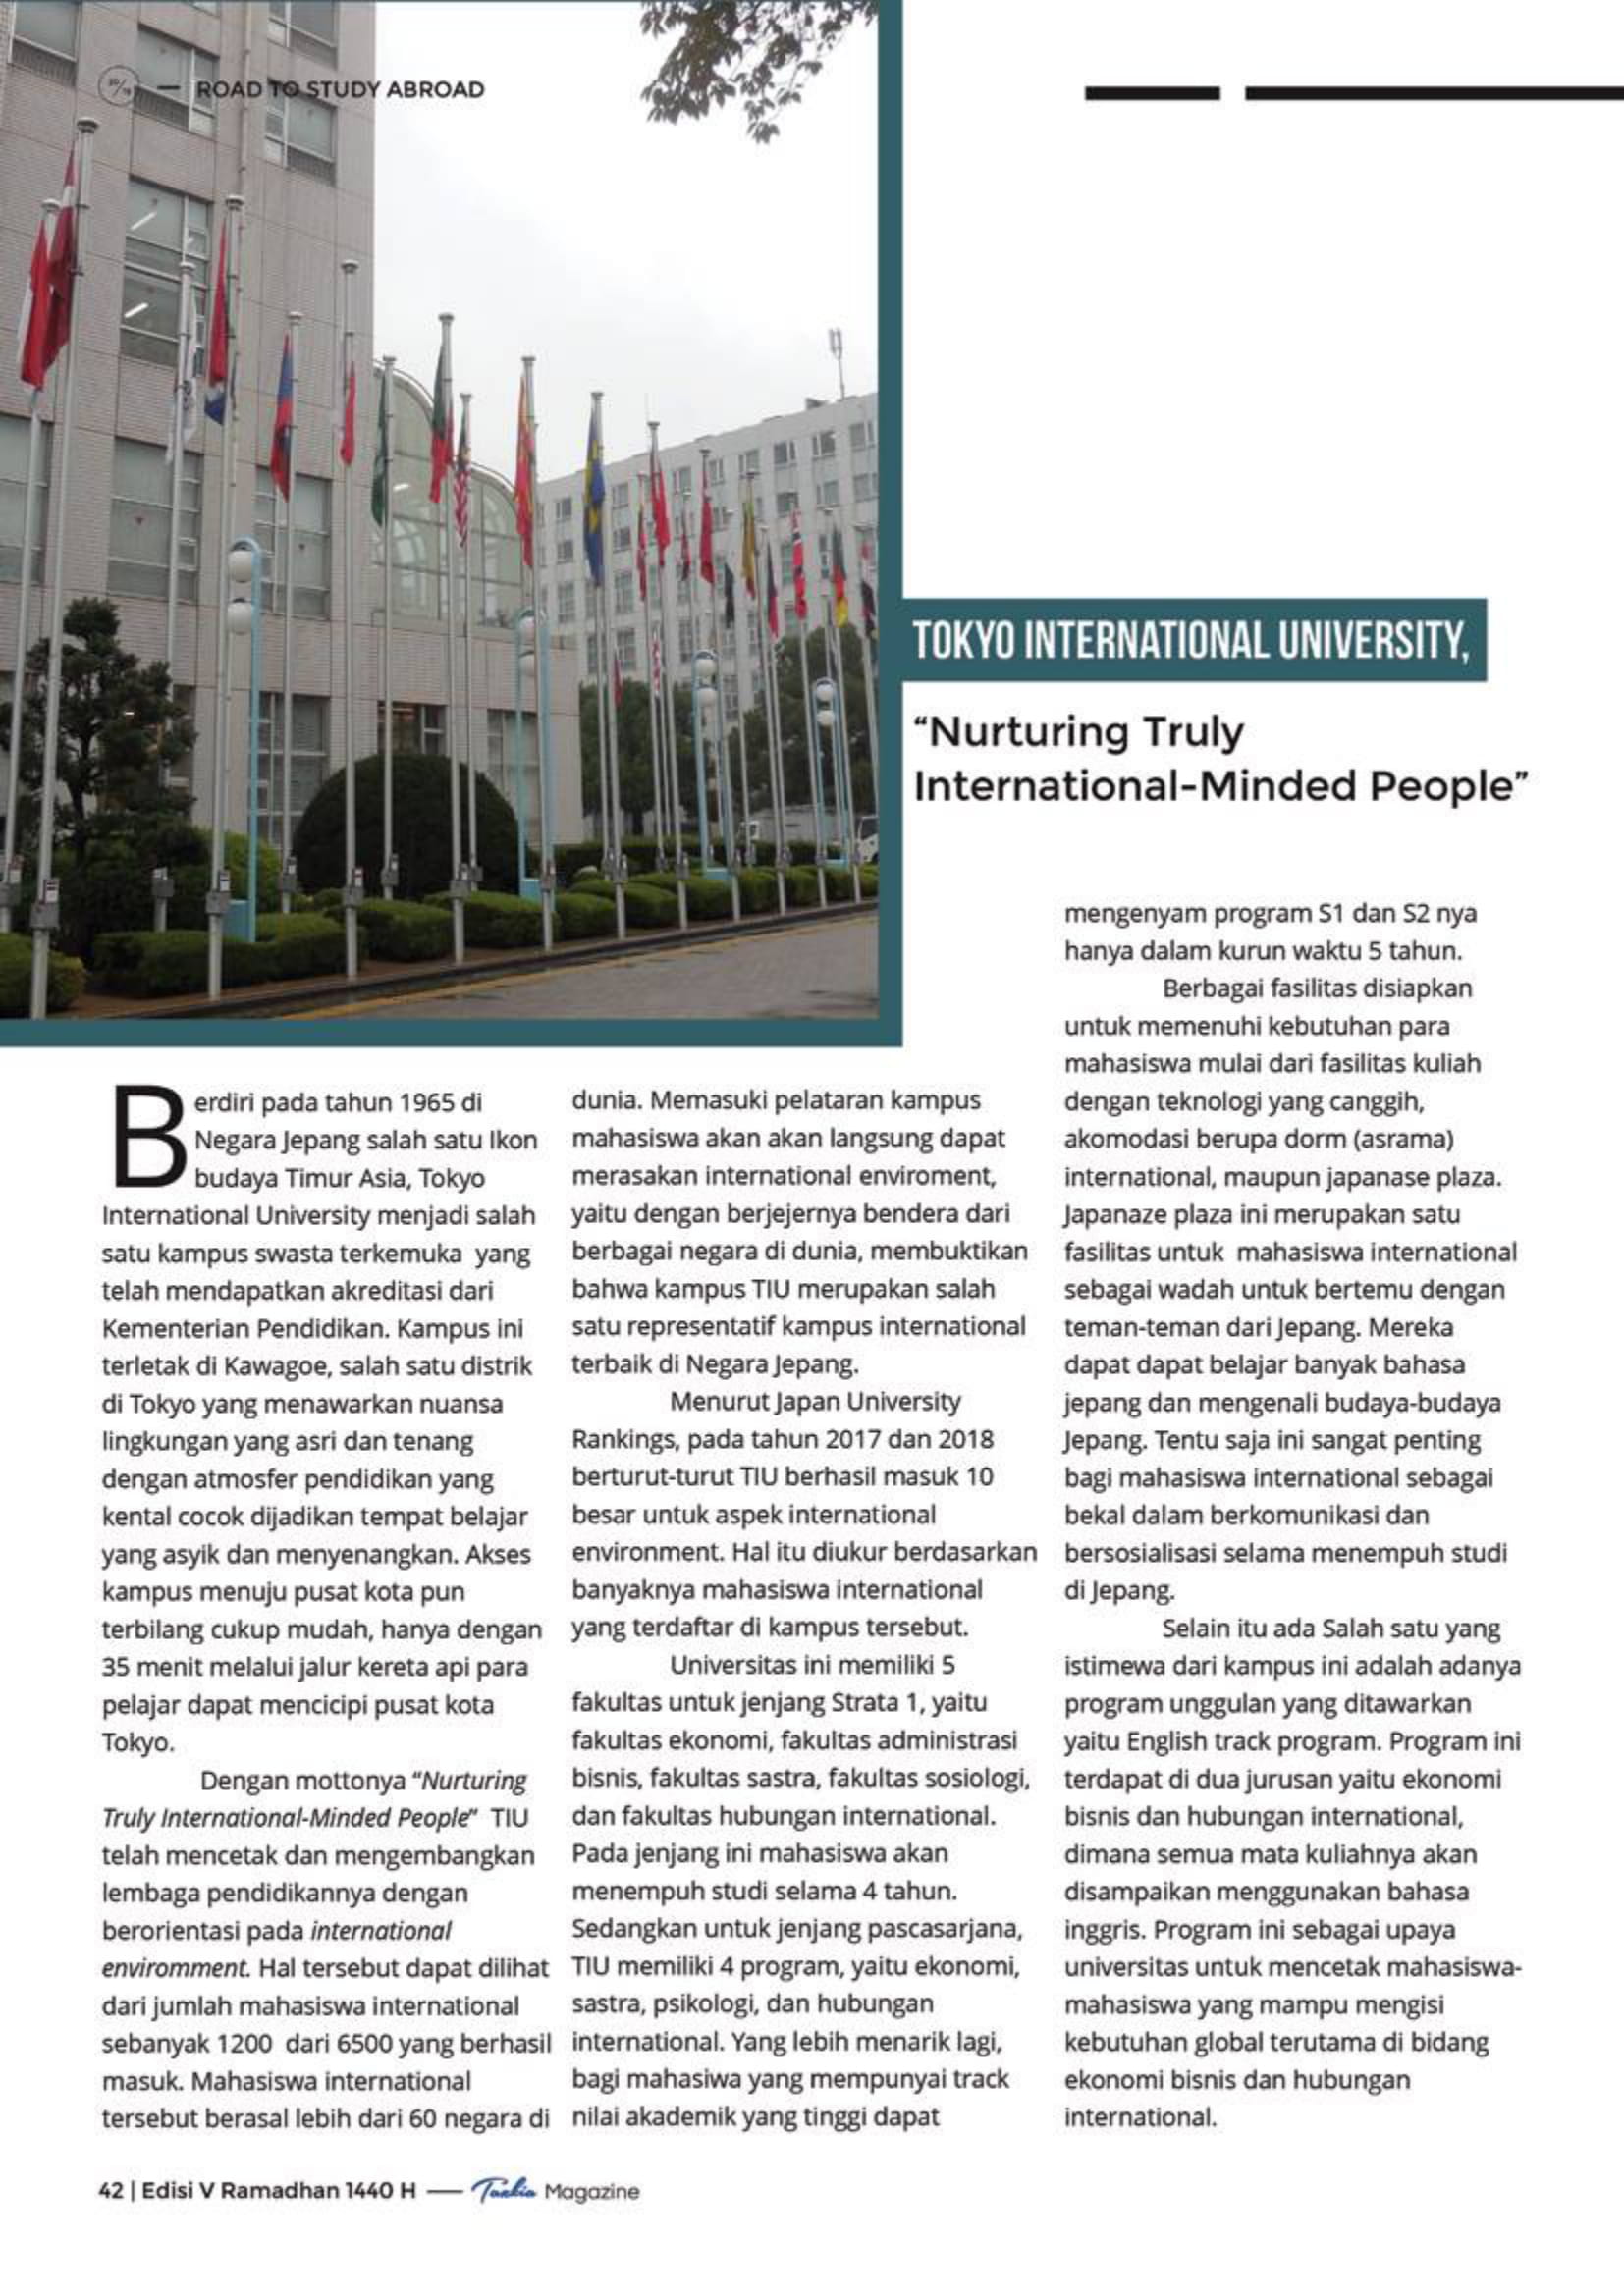 ROAD TO STUDY ABROAD
TOKYO INTERNATIONAL UNIVERSITY,
“Nurturing Truly
International-Minded People”
Berdiri pada tahun 1965 di
Negara Jepang salah satu Ikon
budaya Timur Asia, Tokyo
International University menjadi salah
satu kampus swasta terkemuka yang
telah mendapatkan akreditasi dari
Kementerian Pendidikan. Kampus ini
terletak di Kawagoe, salah satu distrik
di Tokyo yang menawarkan nuansa
lingkungan yang asri dan tenang
dengan atmosfer pendidikan yang
kental cocok dijadikan tempat belajar
yang asyik dan menyenangkan. Akses
kampus menuju pusat kota pun
terbilang cukup mudah, hanya dengan
35 menit melalui jalur kereta api para
pelajar dapat mencicipi pusat kota
Tokyo.
Dengan mottonya “Nurturing
Truly International-Minded People” TIU
telah mencetak dan mengembangkan
lembaga pendidikannya dengan
berorientasi pada international
enviromment. Hal tersebut dapat dilihat
dari jumlah mahasiswa international
sebanyak 1200 dari 6500 yang berhasil
masuk. Mahasiswa international
tersebut berasal lebih dari 60 negara di
dunia. Memasuki pelataran kampus
mahasiswa akan akan langsung dapat
merasakan international enviroment,
yaitu dengan berjejernya bendera dari
berbagai negara di dunia, membuktikan
bahwa kampus TIU merupakan salah
satu representatif kampus international
terbaik di Negara Jepang.
Menurut Japan University
Rankings, pada tahun 2017 dan 2018
berturut-turut TIU berhasil masuk 10
besar untuk aspek international
environment. Hal itu diukur berdasarkan
banyaknya mahasiswa international
yang terdaftar di kampus tersebut.
Universitas ini memiliki 5
fakultas untuk jenjang Strata 1, yaitu
fakultas ekonomi, fakultas administrasi
bisnis, fakultas sastra, fakultas sosiologi,
dan fakultas hubungan international.
Pada jenjang ini mahasiswa akan
menempuh studi selama 4 tahun.
Sedangkan untuk jenjang pascasarjana,
TIU memiliki 4 program, yaitu ekonomi,
sastra, psikologi, dan hubungan
international. Yang lebih menarik lagi,
bagi mahasiwa yang mempunyai track
nilai akademik yang tinggi dapat
mengenyam program S1 dan S2 nya
hanya dalam kurun waktu 5 tahun.
Berbagai fasilitas disiapkan
untuk memenuhi kebutuhan para
mahasiswa mulai dari fasilitas kuliah
dengan teknologi yang canggih,
akomodasi berupa dorm (asrama)
international, maupun japanase plaza.
Japanaze plaza ini merupakan satu
fasilitas untuk mahasiswa international
sebagai wadah untuk bertemu dengan
teman-teman dari Jepang. Mereka
dapat dapat belajar banyak bahasa
jepang dan mengenali budaya-budaya
Jepang. Tentu saja ini sangat penting
bagi mahasiswa international sebagai
bekal dalam berkomunikasi dan
bersosialisasi selama menempuh studi
di Jepang.
Selain itu ada Salah satu yang
istimewa dari kampus ini adalah adanya
program unggulan yang ditawarkan
yaitu English track program. Program ini
terdapat di dua jurusan yaitu ekonomi
bisnis dan hubungan international,
dimana semua mata kuliahnya akan
disampaikan menggunakan bahasa
inggris. Program ini sebagai upaya
universitas untuk mencetak mahasiswa-
mahasiswa yang mampu mengisi
kebutuhan global terutama di bidang
ekonomi bisnis dan hubungan
international.
42 | Edisi V Ramadhan 1440 H — Tazkia Magazine